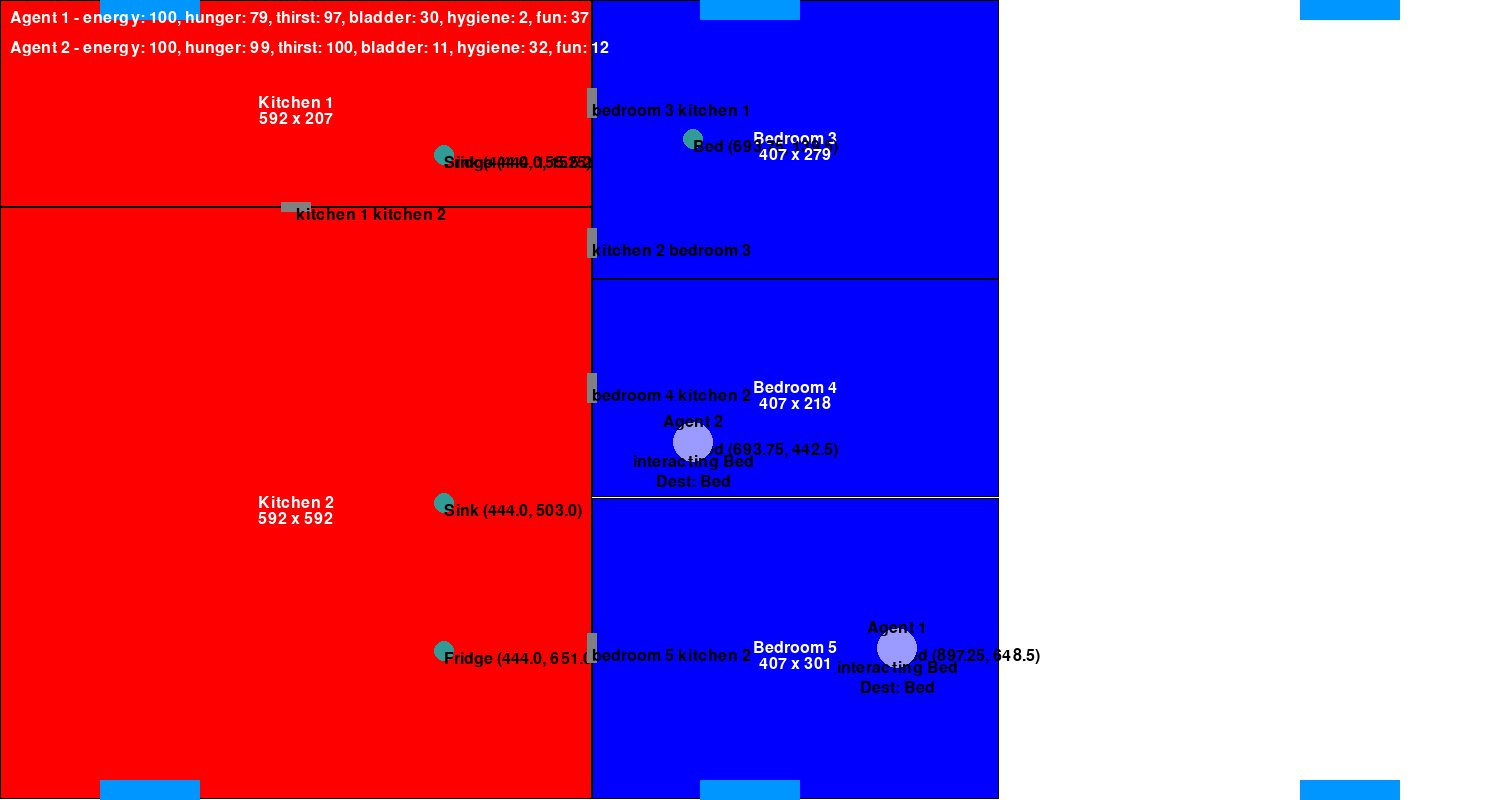 Agent 1 - energy: 100, hunger: 79, thirst: 97, bladder: 30, hygiene: 2, fun: 37
Agent 2 - energy: 100, hunger: 99, thirst: 100, bladder: 11, hygiene: 32, fun: 12
Kitchen 1
592 x 207
bedroom 3 kitchen 1
Bedroom 3
Bed (693.75,
407 x 279
kitchen 1 kitchen 2
kitchen 2 bedroom 3
Bedroom 4
bedroom 4 kitchen 2
407 x 218
Agent 2
(693.75, 442.5)
interacting Bed
Dest: Bed
Kitchen 2
592 x 592
Sink (444.0, 503.0)
Agent 1
Bedroom 5
Fridge (444.0, 651.0
bedroom 5 kitchen 2
407 x 301
(897.25, 648.5)
interacting Bed
Dest: Bed